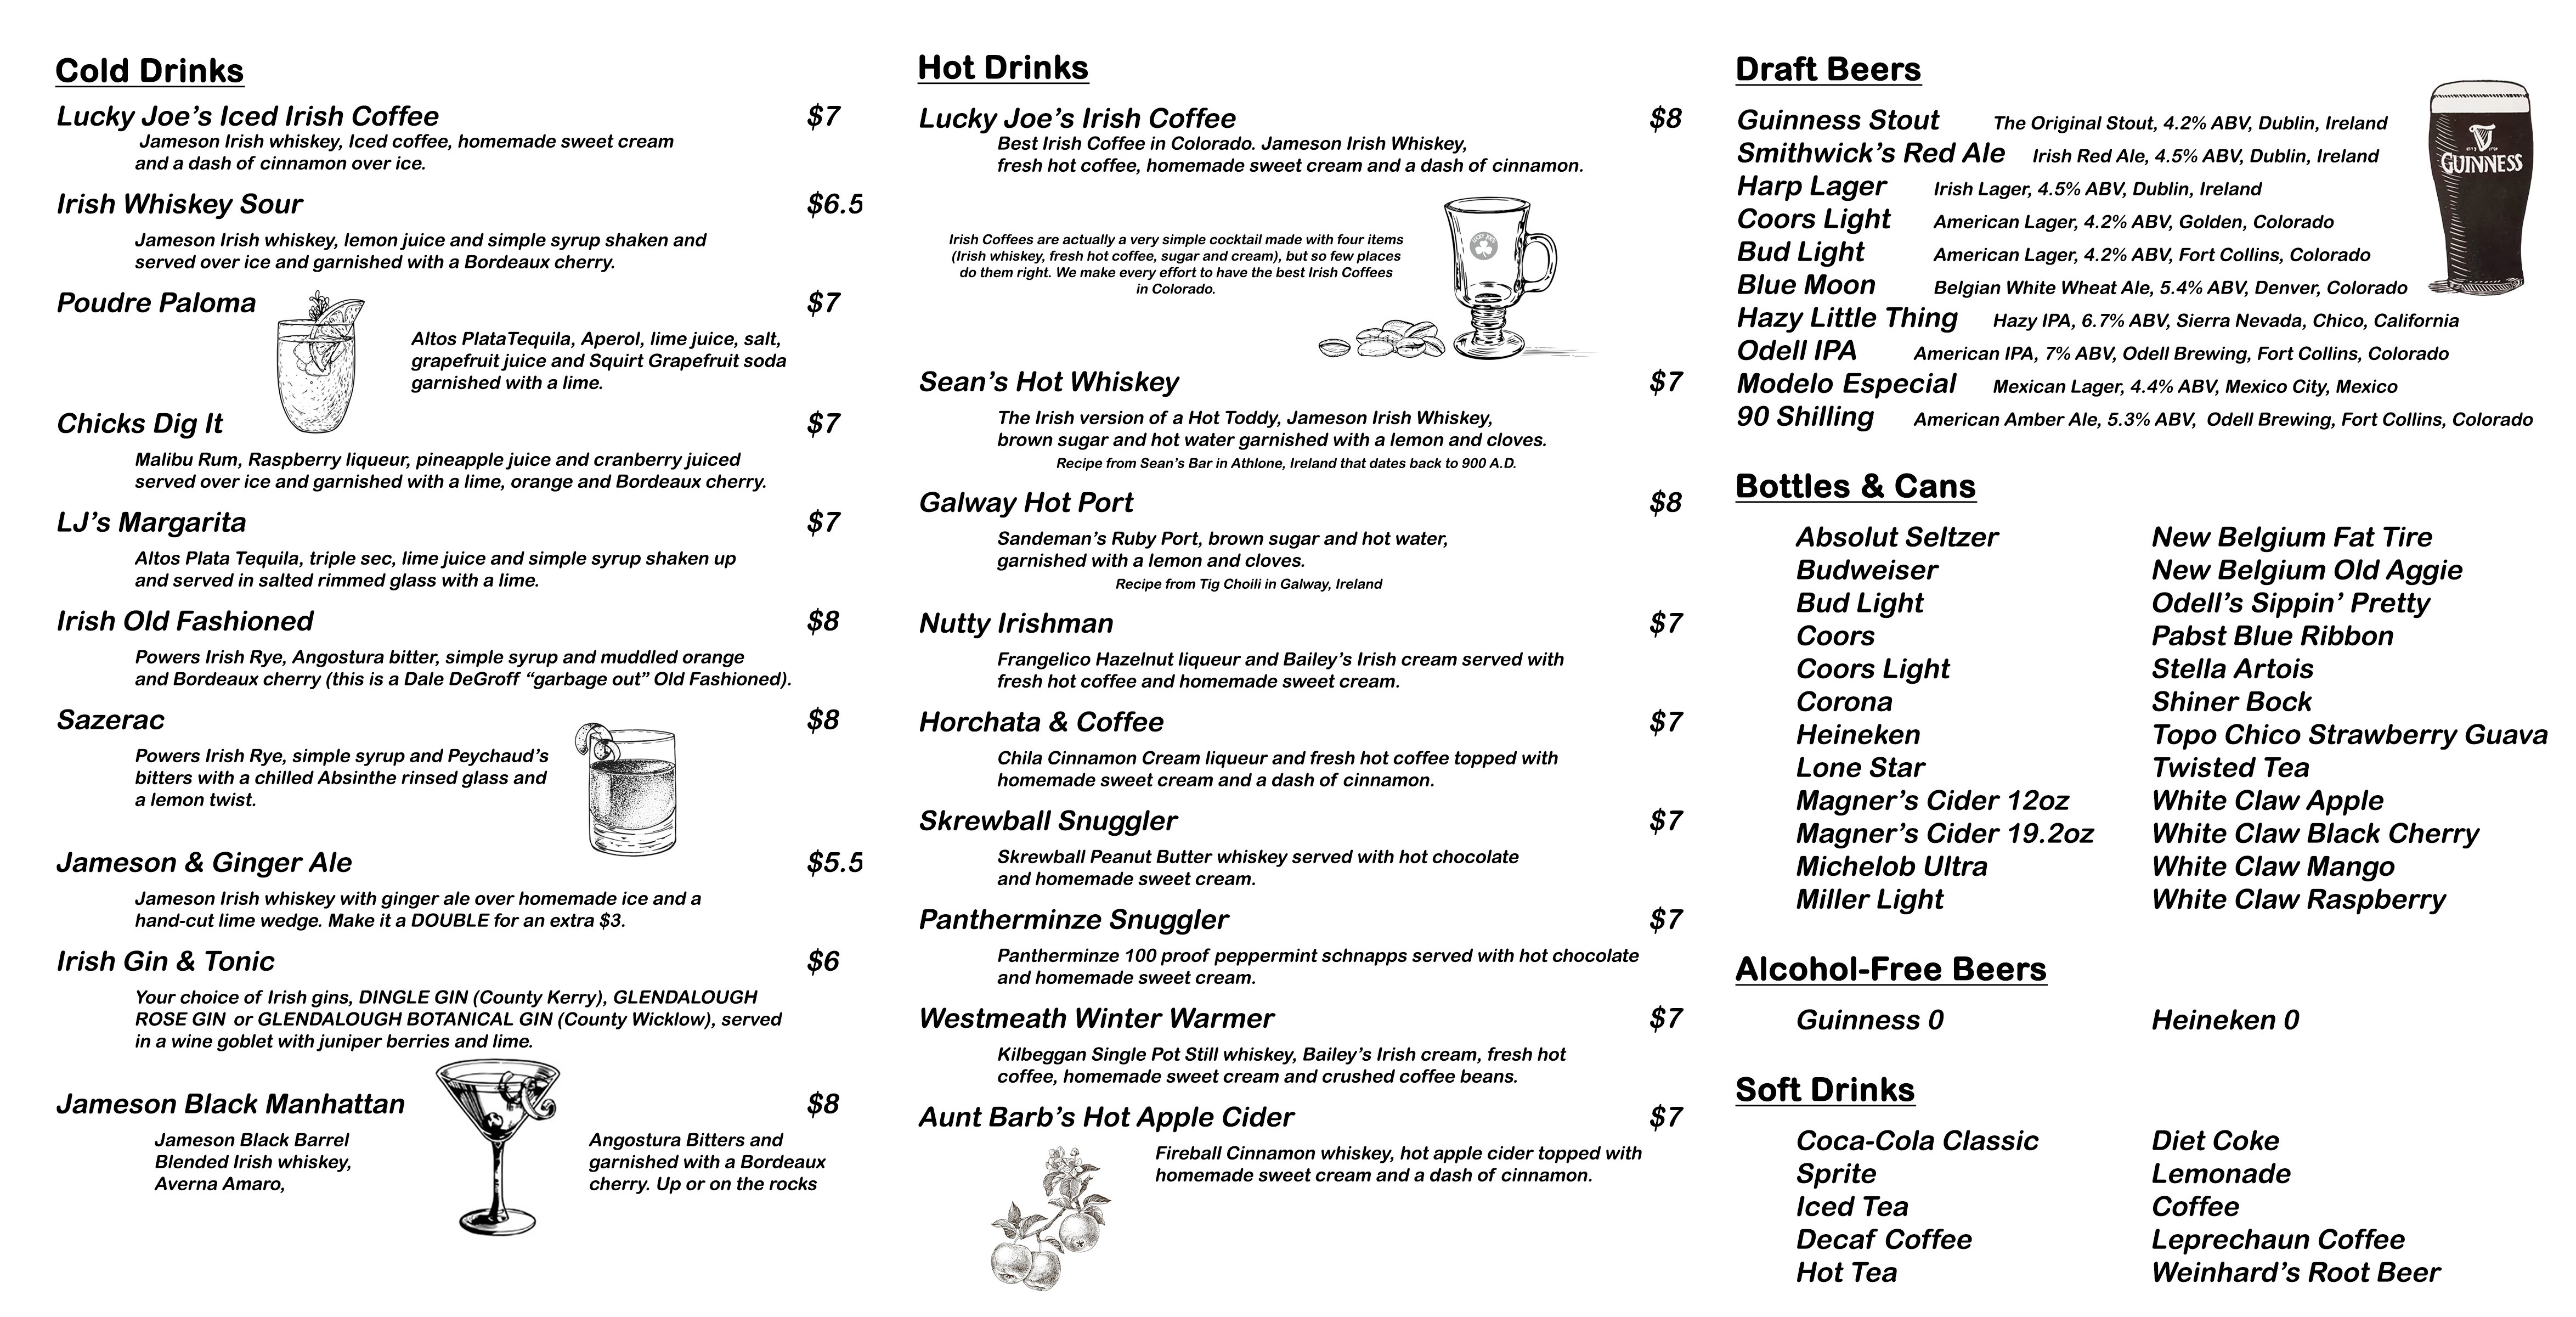 Cold Drinks
Lucky Joe's Iced Irish Coffee $7
Jameson Irish whiskey, Iced coffee, homemade sweet cream
and a dash of cinnamon over ice.
Irish Whiskey Sour $6.5
Jameson Irish whiskey, lemon juice and simple syrup shaken and
served over ice and garnished with a Bordeaux cherry.
Poudre Paloma $7
Altos PlataTequila, Aperol, lime juice, salt,
grapefruit juice and Squirt Grapefruit soda
garnished with a lime.
Chicks Dig It $7
Malibu Rum, Raspberry liqueur, pineapple juice and cranberry juiced
served over ice and garnished with a lime, orange and Bordeaux cherry.
LJ's Margarita $7
Altos Plata Tequila, triple sec, lime juice and simple syrup shaken up
and served in salted rimmed glass with a lime.
Irish Old Fashioned $8
Powers Irish Rye, Angostura bitter, simple syrup and muddled orange
and Bordeaux cherry (this is a Dale DeGroff “garbage out” Old Fashioned).
Sazerac $8
Powers Irish Rye, simple syrup and Peychaud's
bitters with a chilled Absinthe rinsed glass and
a lemon twist.
Jameson & Ginger Ale $5.5
Jameson Irish whiskey with ginger ale over homemade ice and a
hand-cut lime wedge. Make it a DOUBLE for an extra $3.
Irish Gin & Tonic $6
Your choice of Irish gins, DINGLE GIN (County Kerry), GLENDALOUGH
ROSE GIN or GLENDALOUGH BOTANICAL GIN (County Wicklow), served
in a wine goblet with juniper berries and lime.
Jameson Black Manhattan $8
Jameson Black Barrel
Blended Irish whiskey,
Averna Amaro,
Angostura Bitters and
garnished with a Bordeaux
cherry. Up or on the rocks
Hot Drinks
Lucky Joe's Irish Coffee $8
Best Irish Coffee in Colorado. Jameson Irish Whiskey,
fresh hot coffee, homemade sweet cream and a dash of cinnamon.
Irish Coffees are actually a very simple cocktail made with four items
(Irish whiskey, fresh hot coffee, sugar and cream), but so few places
do them right. We make every effort to have the best Irish Coffees
in Colorado.
Sean's Hot Whiskey $7
The Irish version of a Hot Toddy, Jameson Irish Whiskey,
brown sugar and hot water garnished with a lemon and cloves.
Recipe from Sean's Bar in Athlone, Ireland that dates back to 900 A.D.
Galway Hot Port $8
Sandeman's Ruby Port, brown sugar and hot water,
garnished with a lemon and cloves.
Recipe from Tig Choili in Galway, Ireland
Nutty Irishman $7
Frangelico Hazelnut liqueur and Bailey's Irish cream served with
fresh hot coffee and homemade sweet cream.
Horchata & Coffee $7
Chila Cinnamon Cream liqueur and fresh hot coffee topped with
homemade sweet cream and a dash of cinnamon.
Skrewball Snuggler $7
Skrewball Peanut Butter whiskey served with hot chocolate
and homemade sweet cream.
Pantherminze Snuggler $7
Pantherminze 100 proof peppermint schnapps served with hot chocolate
and homemade sweet cream.
Westmeath Winter Warmer $7
Kilbeggan Single Pot Still whiskey, Bailey's Irish cream, fresh hot
coffee, homemade sweet cream and crushed coffee beans.
Aunt Barb's Hot Apple Cider $7
Fireball Cinnamon whiskey, hot apple cider topped with
homemade sweet cream and a dash of cinnamon.
Draft Beers
Guinness Stout The Original Stout, 4.2% ABV, Dublin, Ireland
Smithwick's Red Ale Irish Red Ale, 4.5% ABV, Dublin, Ireland
Harp Lager Irish Lager, 4.5% ABV, Dublin, Ireland
Coors Light American Lager, 4.2% ABV, Golden, Colorado
Bud Light American Lager, 4.2% ABV, Fort Collins, Colorado
Blue Moon Belgian White Wheat Ale, 5.4% ABV, Denver, Colorado
Hazy Little Thing Hazy IPA, 6.7% ABV, Sierra Nevada, Chico, California
Odell IPA American IPA, 7% ABV, Odell Brewing, Fort Collins, Colorado
Modelo Especial Mexican Lager, 4.4% ABV, Mexico City, Mexico
90 Shilling American Amber Ale, 5.3% ABV, Odell Brewing, Fort Collins, Colorado
GUINNESS
Bottles & Cans
Absolut Seltzer
Budweiser
Bud Light
Coors
Coors Light
Corona
Heineken
Lone Star
Magner's Cider 12oz
Magner's Cider 19.2oz
Michelob Ultra
Miller Light
New Belgium Fat Tire
New Belgium Old Aggie
Odell's Sippin' Pretty
Pabst Blue Ribbon
Stella Artois
Shiner Bock
Topo Chico Strawberry Guava
Twisted Tea
White Claw Apple
White Claw Black Cherry
White Claw Mango
White Claw Raspberry
Alcohol-Free Beers
Guinness 0
Heineken 0
Soft Drinks
Coca-Cola Classic
Sprite
Iced Tea
Decaf Coffee
Hot Tea
Diet Coke
Lemonade
Coffee
Leprechaun Coffee
Weinhard's Root Beer